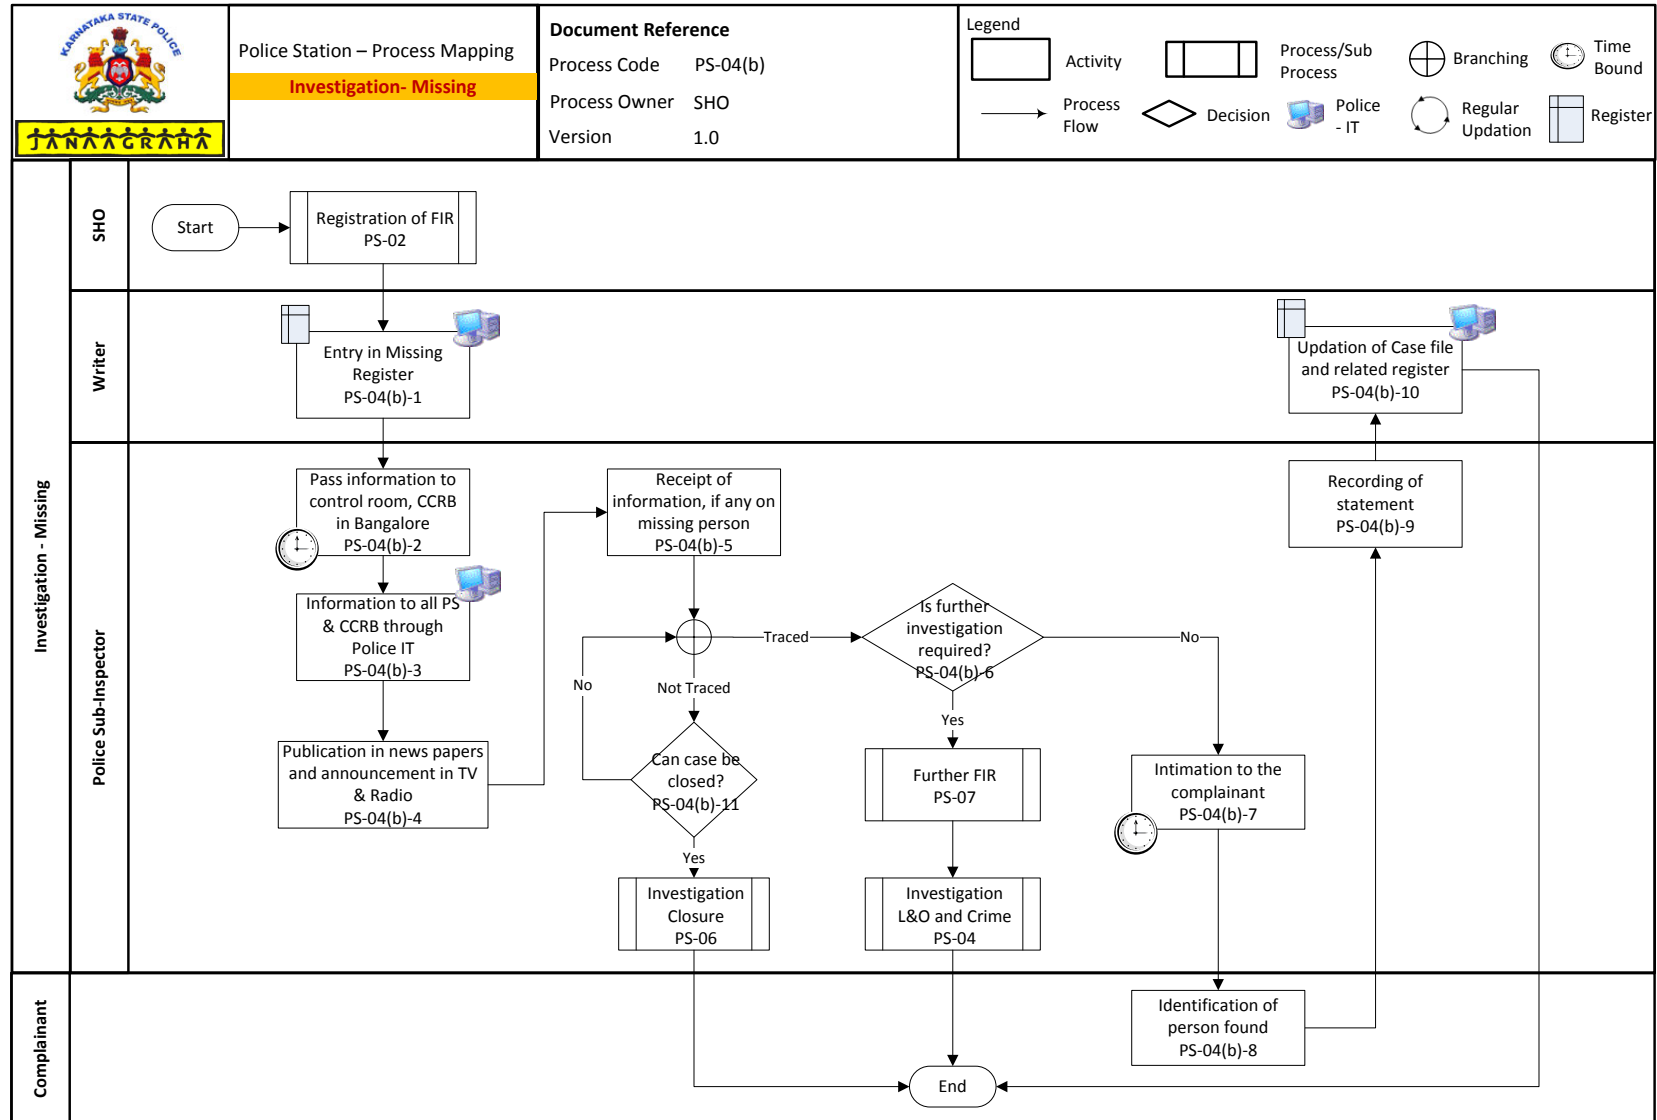 KARNATAKA STATE POLICE
JANAAGRAHA
Police Station – Process Mapping
Investigation- Missing
Document Reference
Process Code PS-04(b)
Process Owner SHO
Version 1.0
Legend
Activity
Process/Sub
Process
Branching
Time
Bound
Process
Flow
Decision
Police
- IT
Regular
Updation
Register
Investigation - Missing
SHO
Start
Registration of FIR
PS-02
Writer
Entry in Missing
Register
PS-04(b)-1
Updation of Case file
and related register
PS-04(b)-10
Police Sub-Inspector
Pass information to
control room, CCRB
in Bangalore
PS-04(b)-2
Receipt of
information, if any on
missing person
PS-04(b)-5
Recording of
statement
PS-04(b)-9
Information to all PS
& CCRB through
Police IT
PS-04(b)-3
Traced
Is further
investigation
required?
PS-04(b)-6
No
No
Not Traced
Yes
Publication in news papers
and announcement in TV
& Radio
PS-04(b)-4
Can case be
closed?
PS-04(b)-11
Further FIR
PS-07
Intimation to the
complainant
PS-04(b)-7
Yes
Investigation
Closure
PS-06
Investigation
L&O and Crime
PS-04
Complainant
Identification of
person found
PS-04(b)-8
End